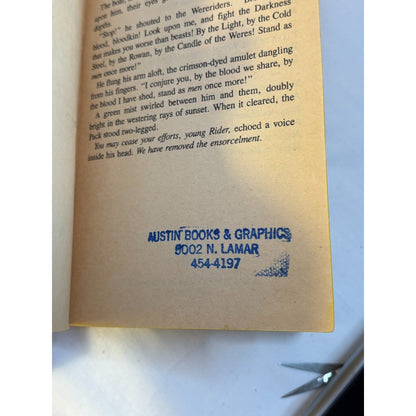 The boar,
upon him, their eyes
depths.
"Stop!" he shouted to the Wereriders.
blood, bloodkin! Look upon me, and fight the Darkness
that makes you worse than beasts! By the Light, by the Cold
Steel, by the Rowan, by the Candle of the Weres! Stand as
men once more!"
He flung his arm aloft, the crimson-dyed amulet dangling
from his fingers. "I conjure you, by the blood we share, by
the blood I have shed, stand as men once more!"
A green mist swirled between him and them, doubly
bright in the westering rays of sunset. When it cleared, the
Pack stood two-legged.
You may cease your efforts, young Rider, echoed a voice
inside his head. We have removed the ensorcelment.
AUSTIN BOOKS & GRAPHICS
5002 N. LAMAR
454-4197